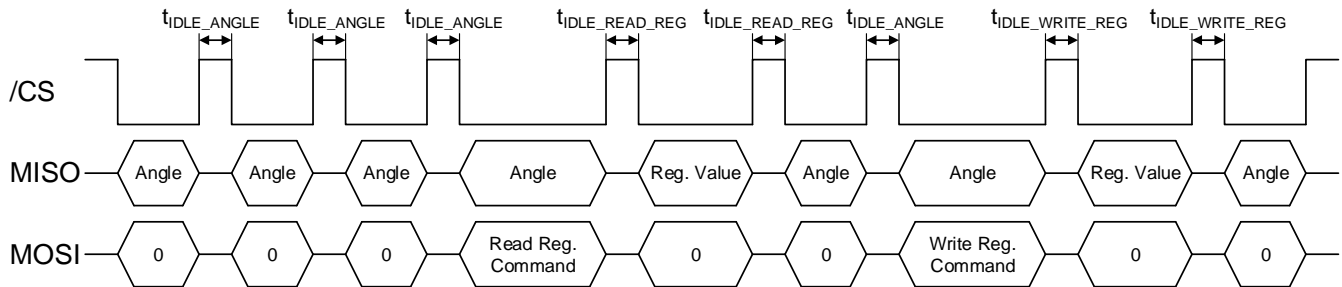 tIDLE_ANGLE tIDLE_ANGLE tIDLE_ANGLE tIDLE_READ_REG tIDLE_READ_REG tIDLE_ANGLE tIDLE_WRITE_REG tIDLE_WRITE_REG
/CS
MISO Angle Angle Angle Angle Reg. Value Angle Angle Reg. Value Angle
MOSI 0 0 0 Read Reg. Command 0 0 Write Reg. Command 0 0